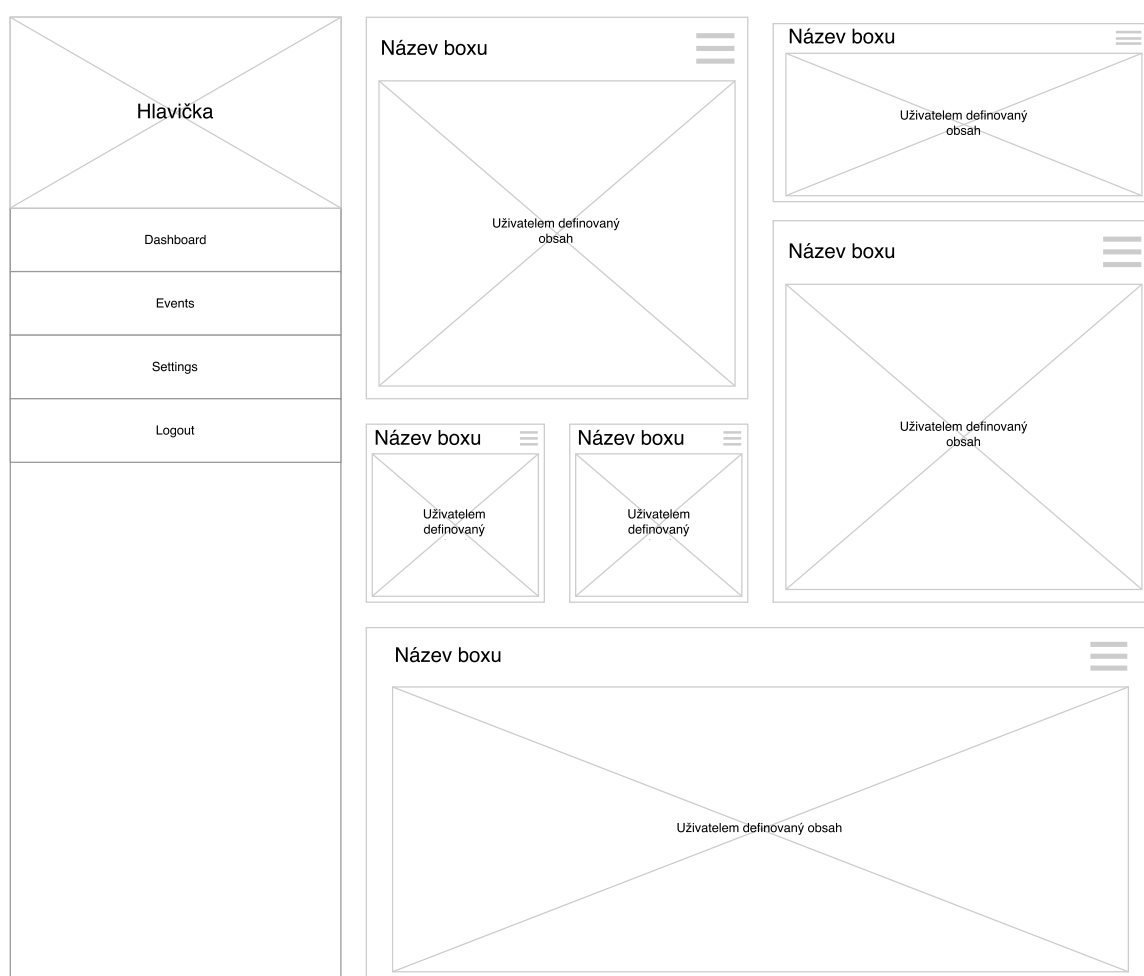 Hlavička
Dashboard
Events
Settings
Logout
Název boxu
Uživatelem definovaný
obsah
Název boxu
Uživatelem definovaný
obsah
Název boxu
Uživatelem definovaný
obsah
Název boxu
Uživatelem
definovaný
Název boxu
Uživatelem
definovaný
Název boxu
Uživatelem definovaný obsah